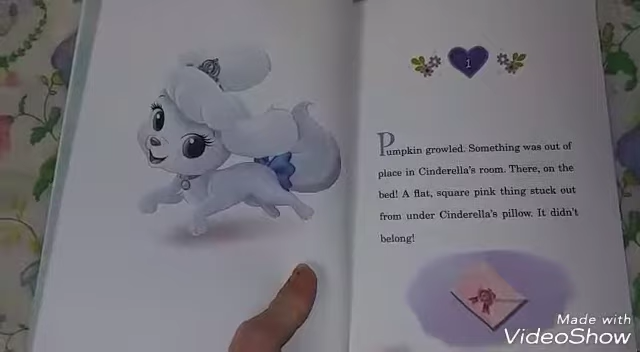 1
Pumpkin growled. Something was out of
place in Cinderella's room. There, on the
bed! A flat, square pink thing stuck out
from under Cinderella's pillow. It didn't
belong!
Made with
VideoShow